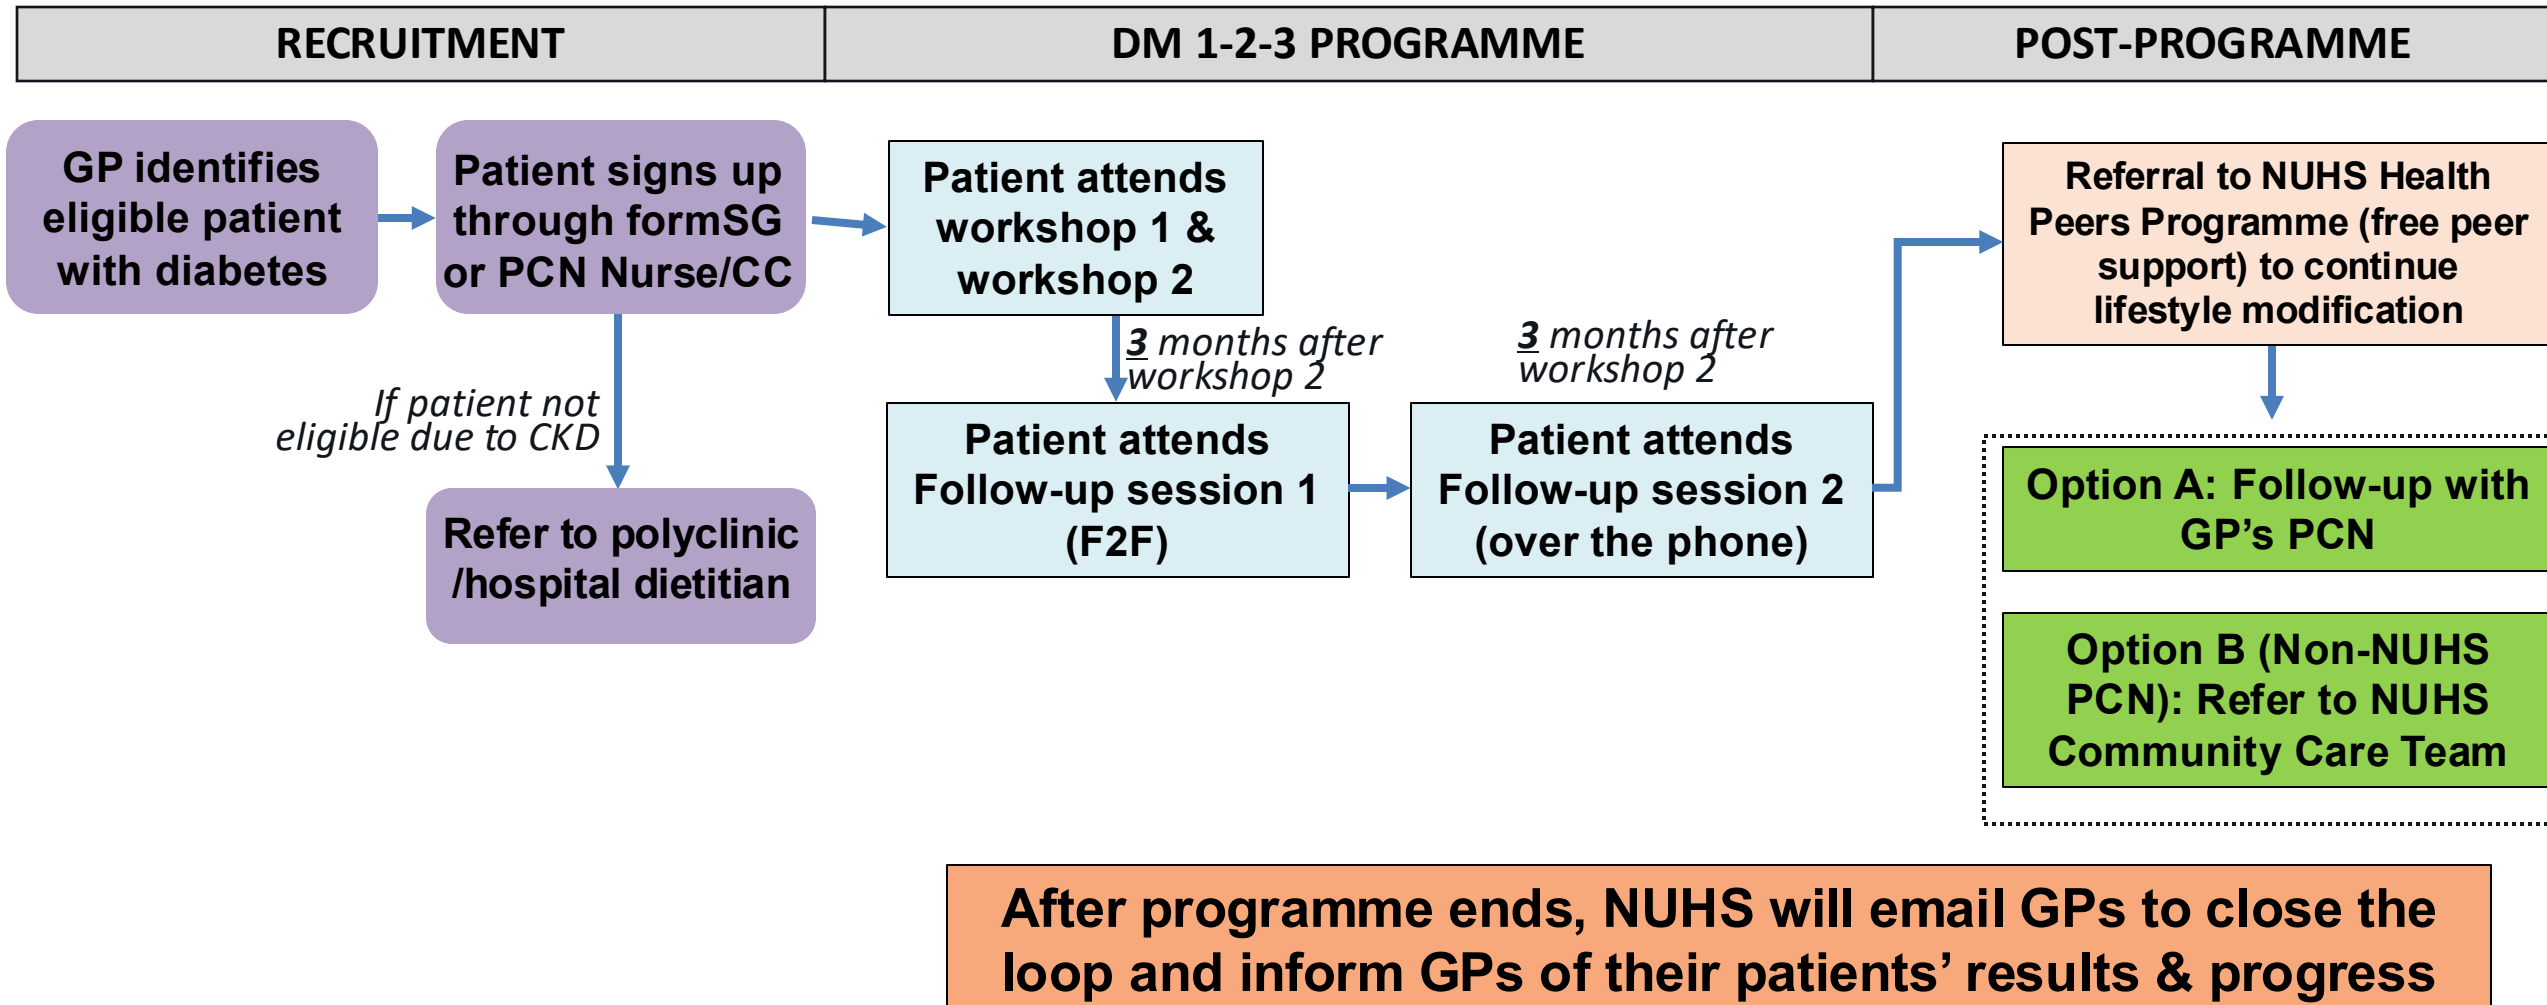 RECRUITMENT
DM 1-2-3 PROGRAMME
POST-PROGRAMME
GP identifies
eligible patient
with diabetes
Patient signs up
through formSG
or PCN Nurse/CC
If patient not
eligible due to CKD
Refer to polyclinic
/hospital dietitian
Patient attends
workshop 1 &
workshop 2
3 months after
workshop 2
Patient attends
Follow-up session 1
(F2F)
3 months after
workshop 2
Patient attends
Follow-up session 2
(over the phone)
Referral to NUHS Health
Peers Programme (free peer
support) to continue
lifestyle modification
Option A: Follow-up with
GP’s PCN
Option B (Non-NUHS
PCN): Refer to NUHS
Community Care Team
After programme ends, NUHS will email GPs to close the
loop and inform GPs of their patients’ results & progress